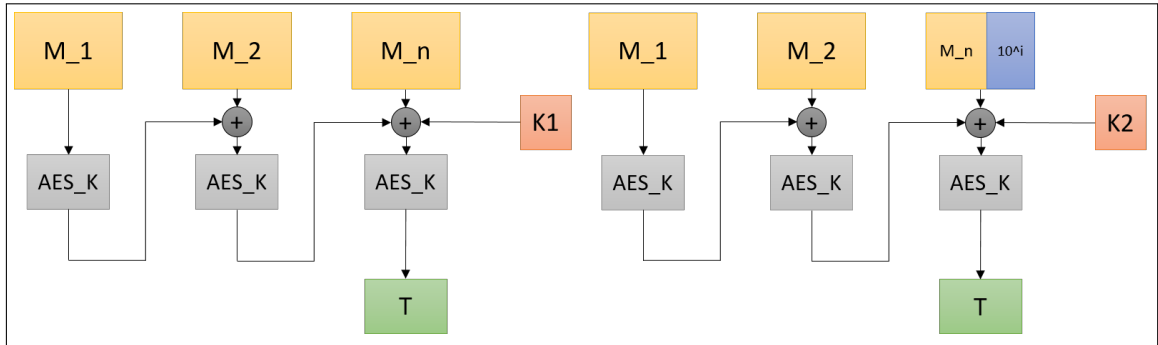 M_1
M_2
M_n
K1
AES_K
AES_K
AES_K
T
M_1
M_2
M_n
10^i
K2
AES_K
AES_K
AES_K
T